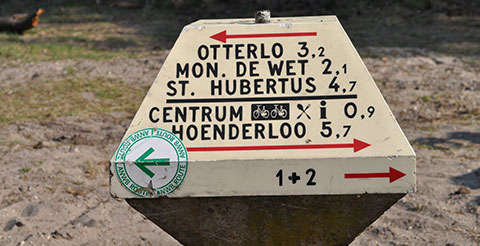 OTTERLO 3,2
MON. DE WET 2,1
ST. HUBERTUS 4,7
CENTRUM i 0,9
HOENDERLOO 5,7
1+2